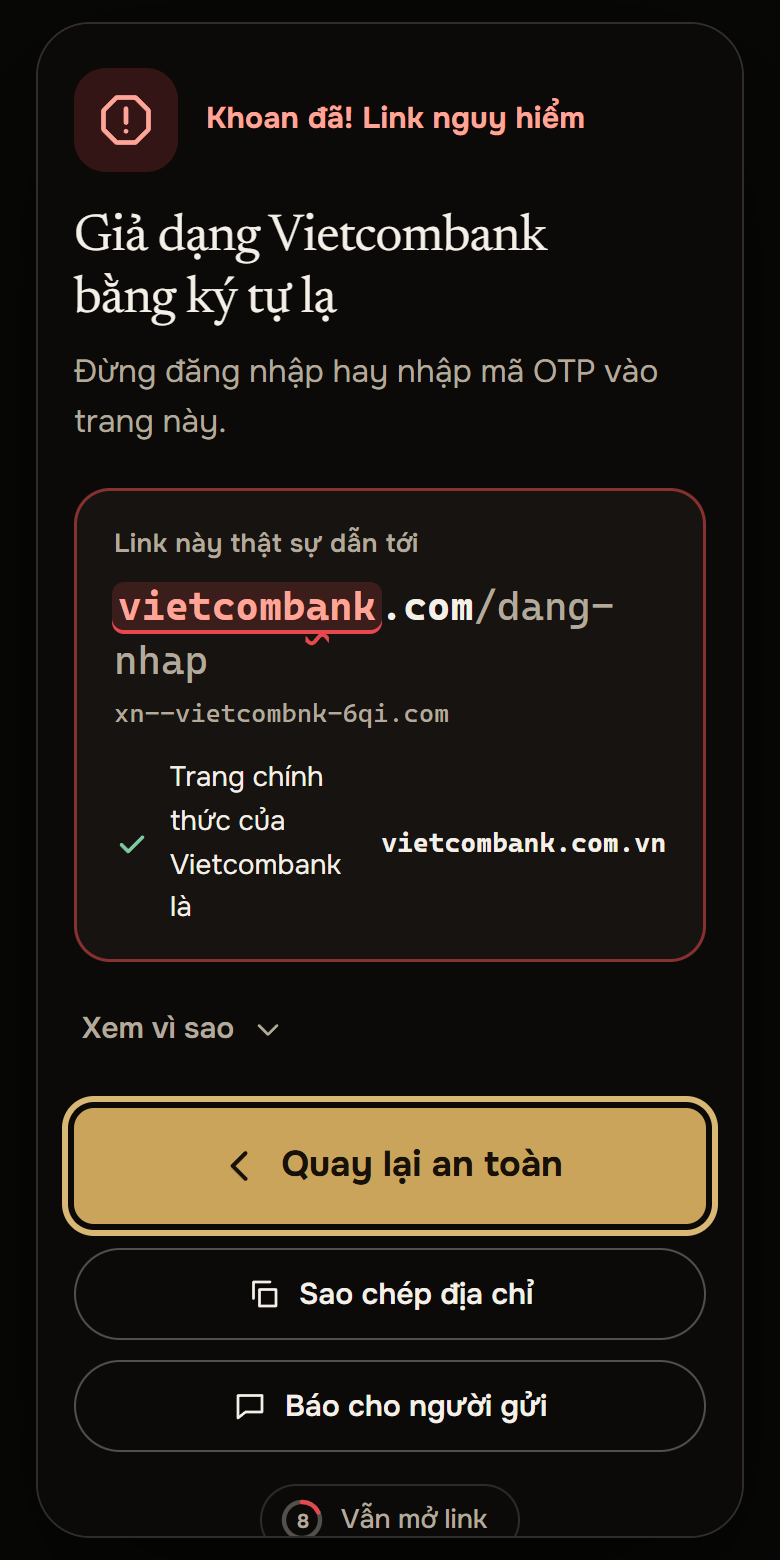 Khoan đã! Link nguy hiểm
Giả dạng Vietcombank
bằng ký tự lạ
Đừng đăng nhập hay nhập mã OTP vào
trang này.
Link này thật sự dẫn tới
vietcombаnk.com/dang-
nhap
xn--vietcombnk-6qi.com
Trang chính
thức của
Vietcombank
là
vietcombank.com.vn
Xem vì sao
Quay lại an toàn
Sao chép địa chỉ
Báo cho người gửi
8 Vẫn mở link